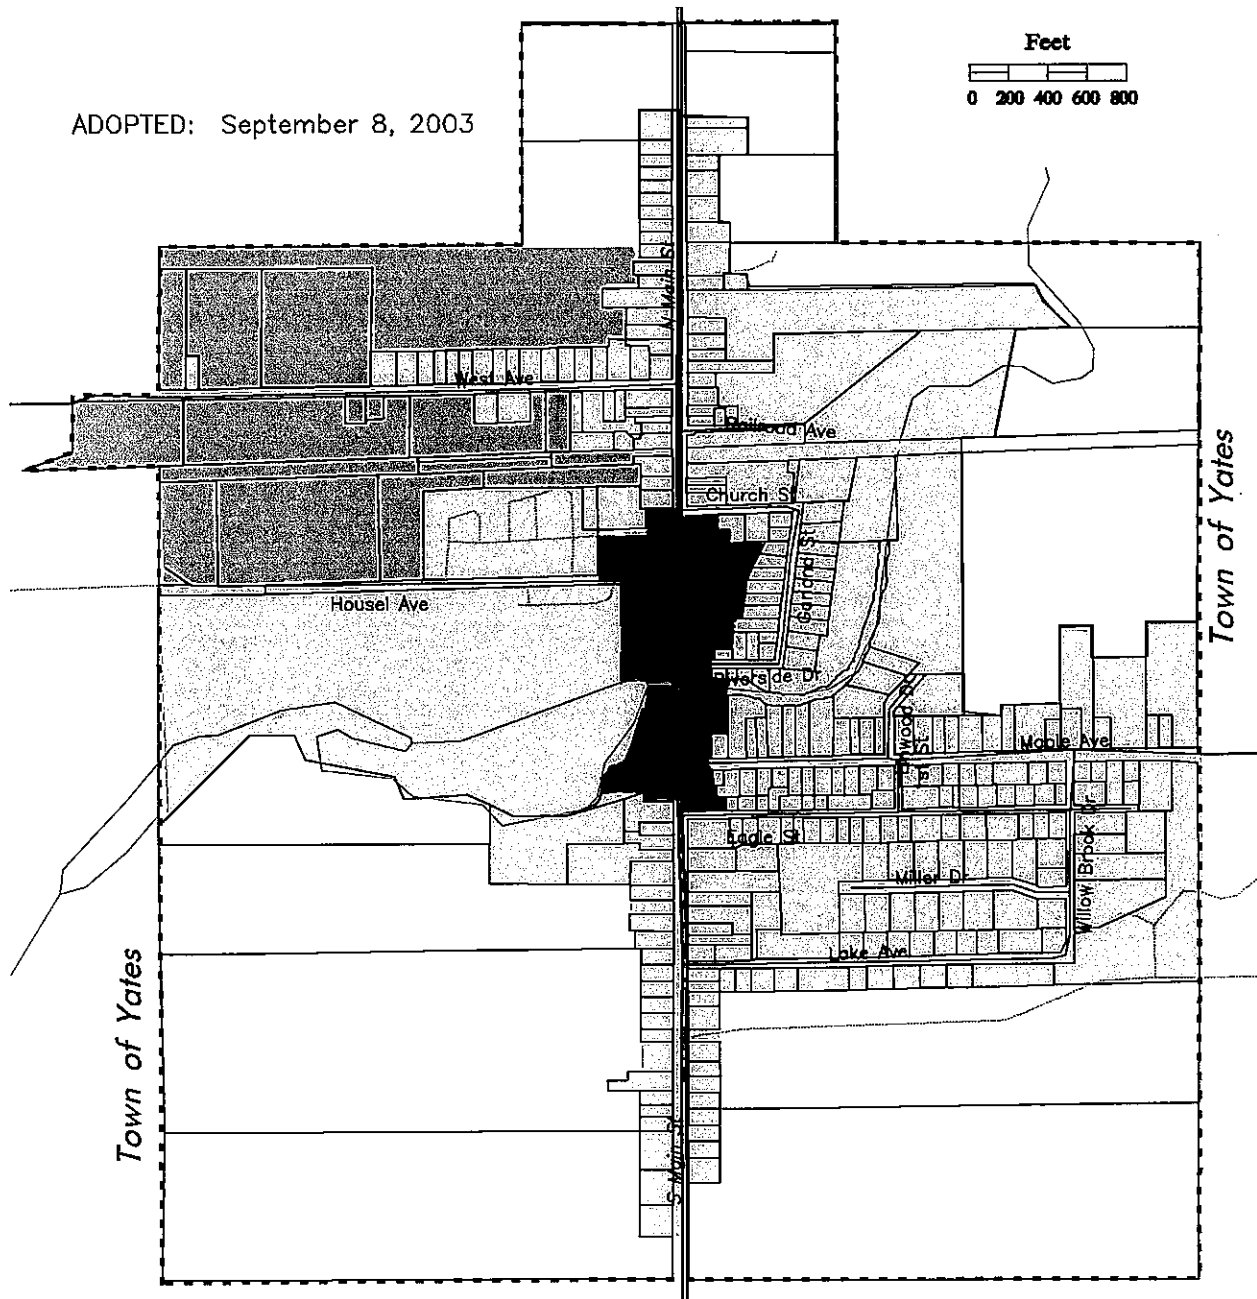 Feet
0 200 400 600 800
ADOPTED: September 8, 2003
N Main St
West Ave
Railroad Ave
Church St
Garland St
Town of Yates
Housel Ave
Riverside Dr
Maple Ave
Eagle St
Willow Brook Dr.
Miller Dr
Lake Ave
Town of Yates
S Main St